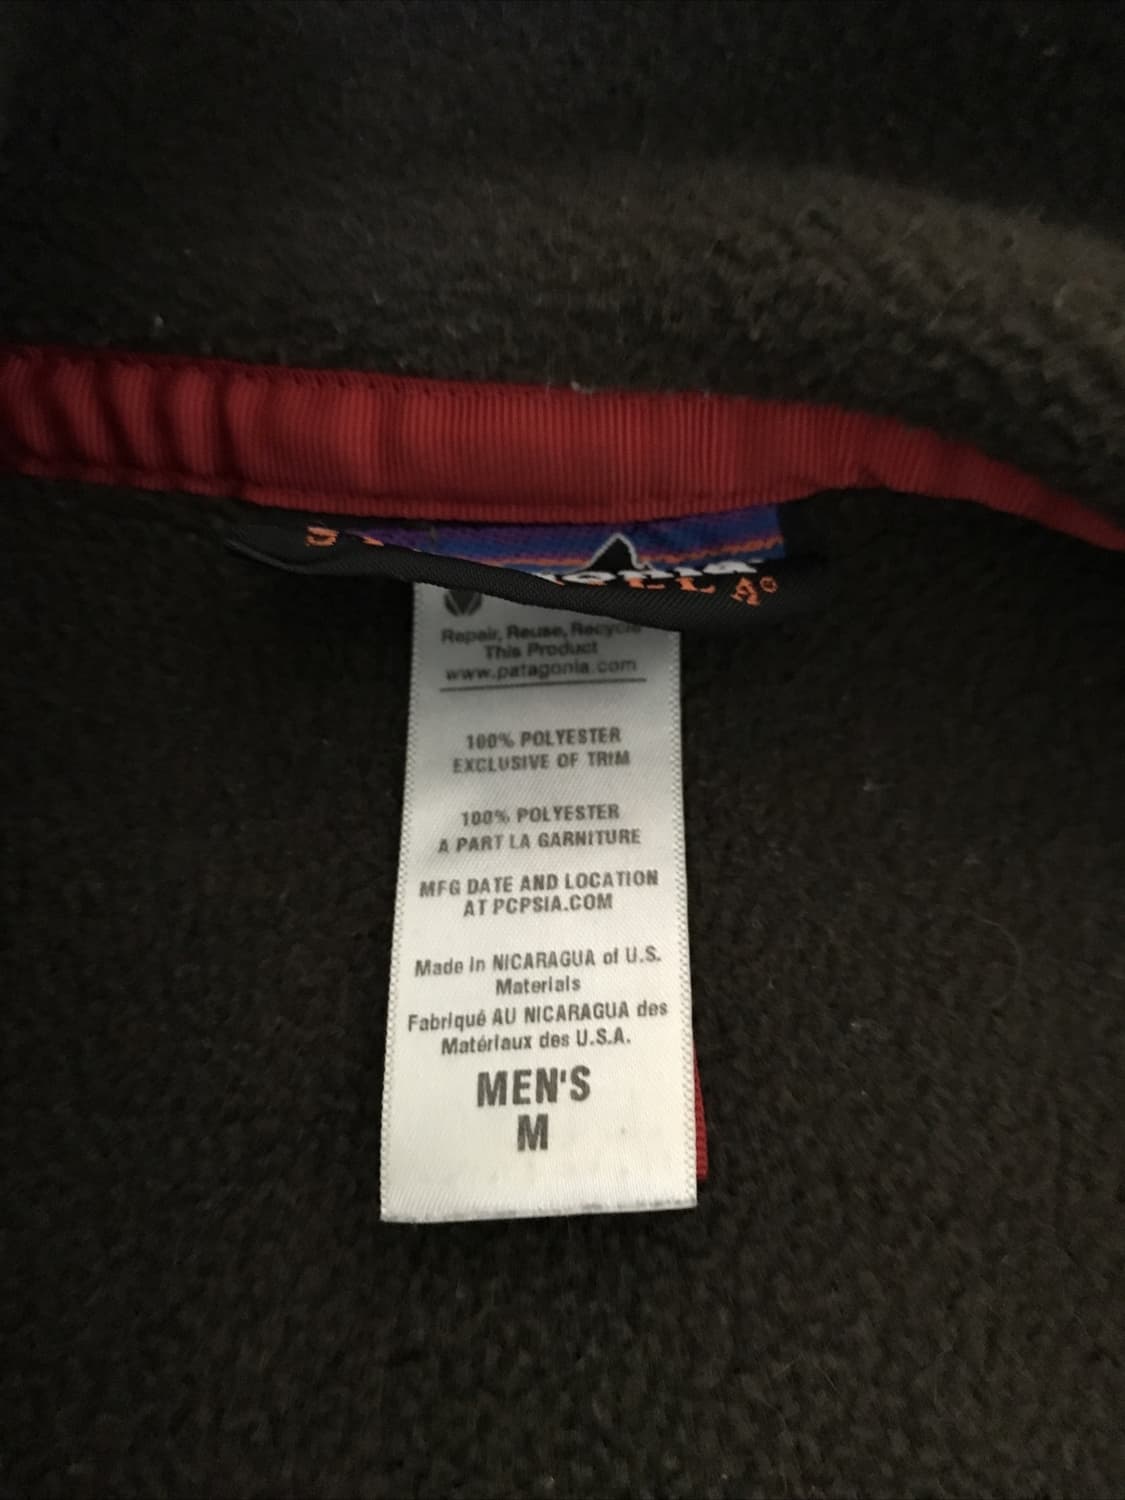 Repair, Reuse, Recycle
This Product
www.patagonia.com
100% POLYESTER
EXCLUSIVE OF TRIM
100% POLYESTER
A PART LA GARNITURE
MFG DATE AND LOCATION
AT PCPSIA.COM
Made in NICARAGUA of U.S.
Materials
Fabriqué AU NICARAGUA des
Matériaux des U.S.A.
MEN'S
M